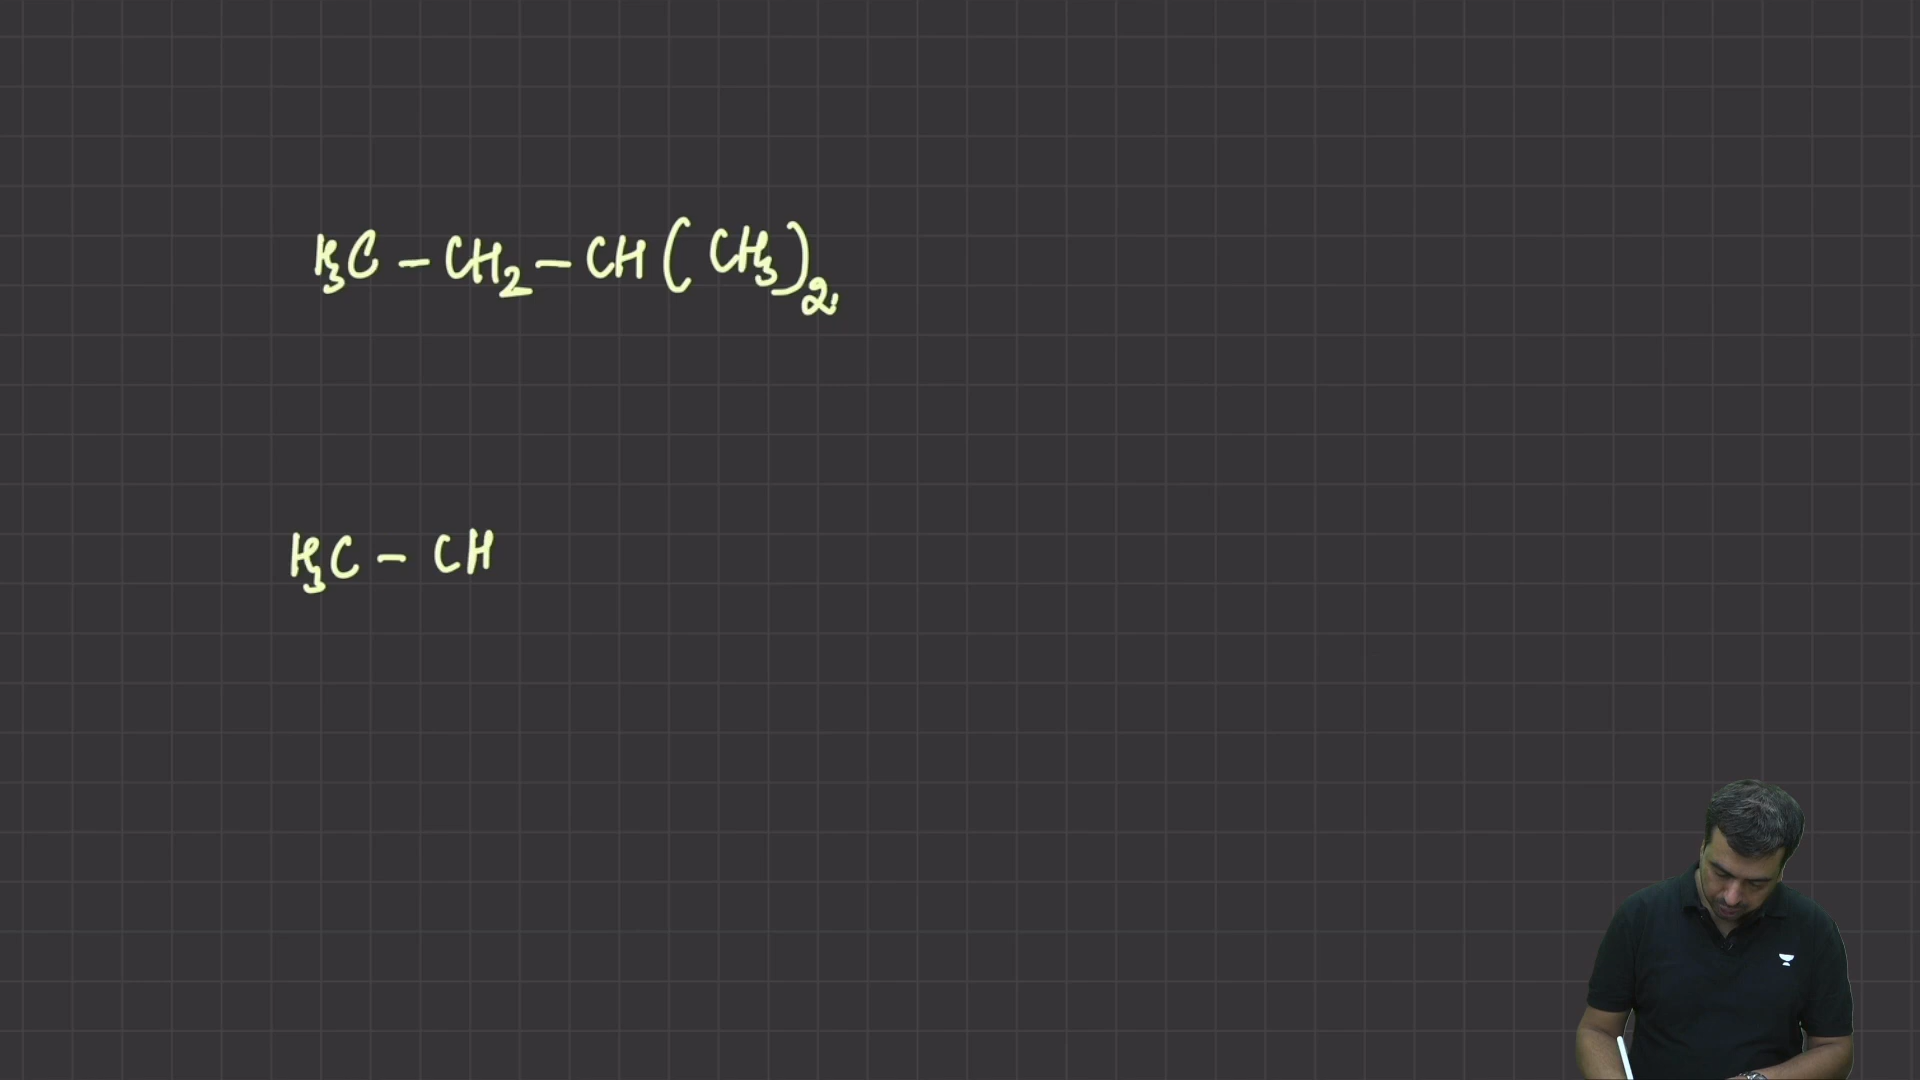 H₃C – CH₂ – CH(CH₃)₂,
H₃C – CH